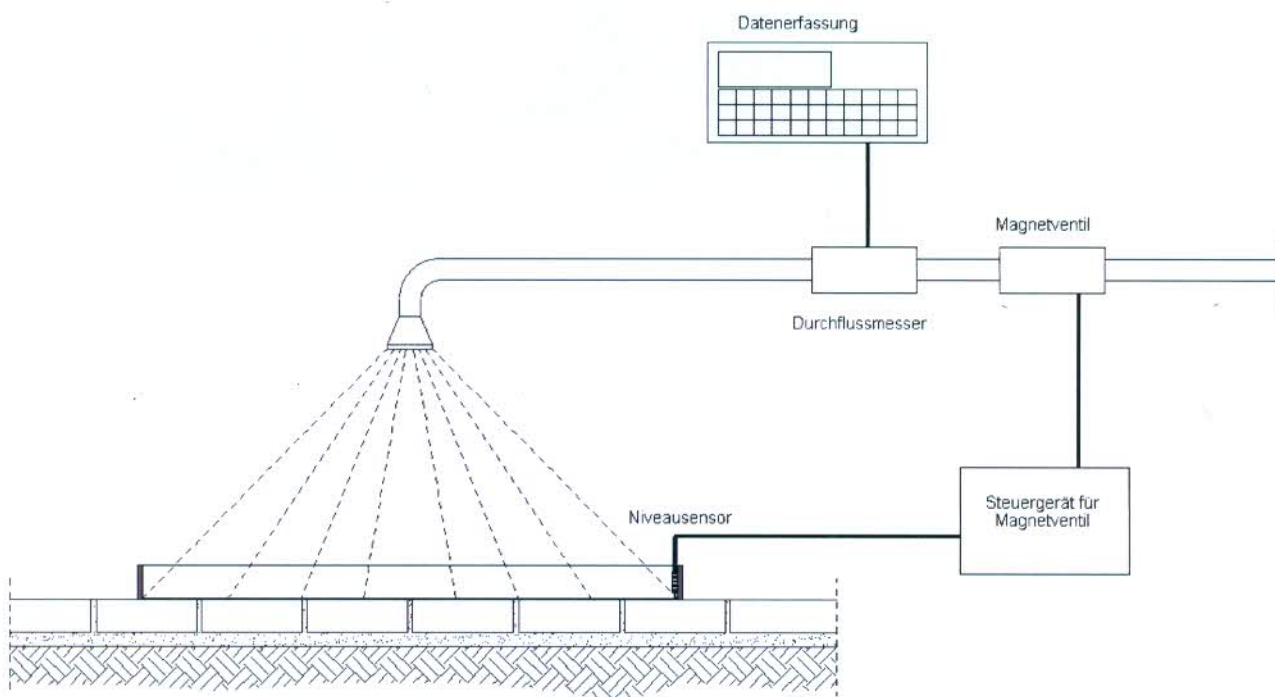 Datenerfassung
Magnetventil
Durchflussmesser
Niveausensor
Steuergerät für
Magnetventil